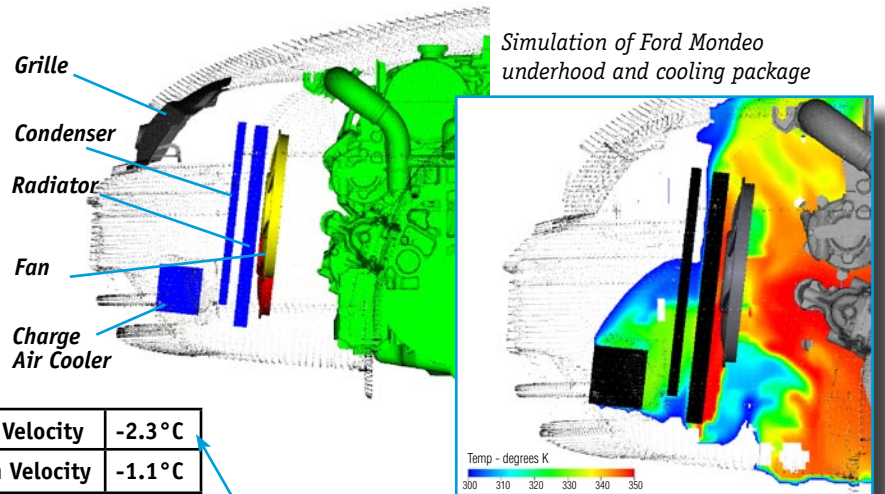 Simulation of Ford Mondeo
underhood and cooling package
Grille
Condenser
Radiator
Fan
Charge
Air Cooler
Velocity -2.3°C
Velocity -1.1°C
Temp - degrees K
300 310 320 330 340 350